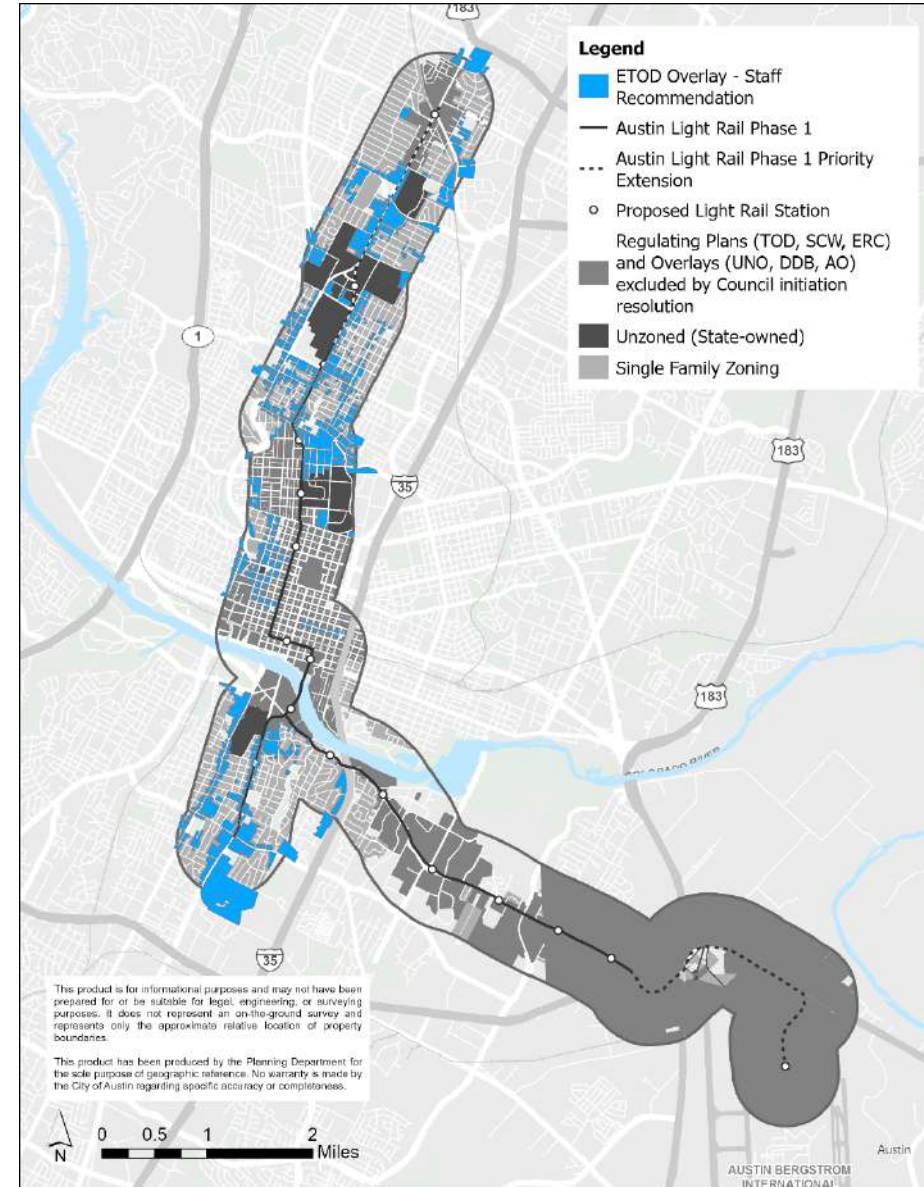 183
Legend
ETOD Overlay - Staff
Recommendation
Austin Light Rail Phase 1
Austin Light Rail Phase 1 Priority
Extension
Proposed Light Rail Station
Regulating Plans (TOD, SCW, ERC)
and Overlays (UNO, DDB, AO)
excluded by Council initiation
resolution
Unzoned (State-owned)
Single Family Zoning
1
183
35
183
COLORADO RIVER
35
This product is for informational purposes and may not have been
prepared for or be suitable for legal, engineering, or surveying
purposes. It does not represent an on-the-ground survey and
represents only the approximate relative location of property
boundaries.
This product has been produced by the Planning Department for
the sole purpose of geographic reference. No warranty is made by
the City of Austin regarding specific accuracy or completeness.
N
0 0.5 1 2
Miles
Austin
AUSTIN BERGSTROM
INTERNATIONAL